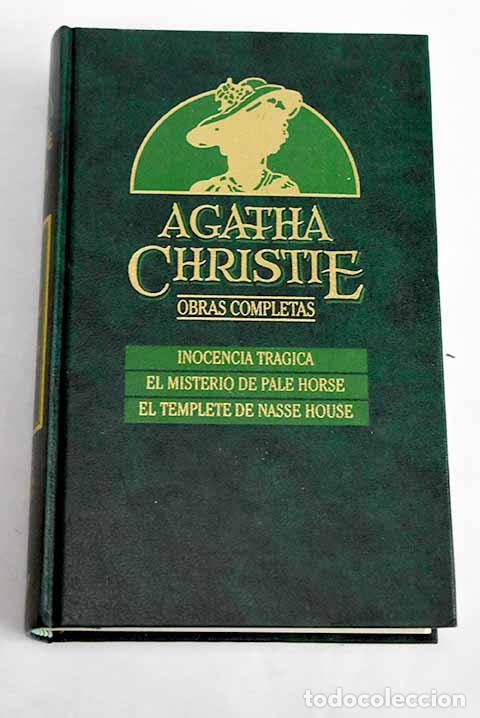 AGATHA
CHRISTIE
OBRAS COMPLETAS
INOCENCIA TRAGICA
EL MISTERIO DE PALE HORSE
EL TEMPLETE DE NASSE HOUSE
todocoleccion